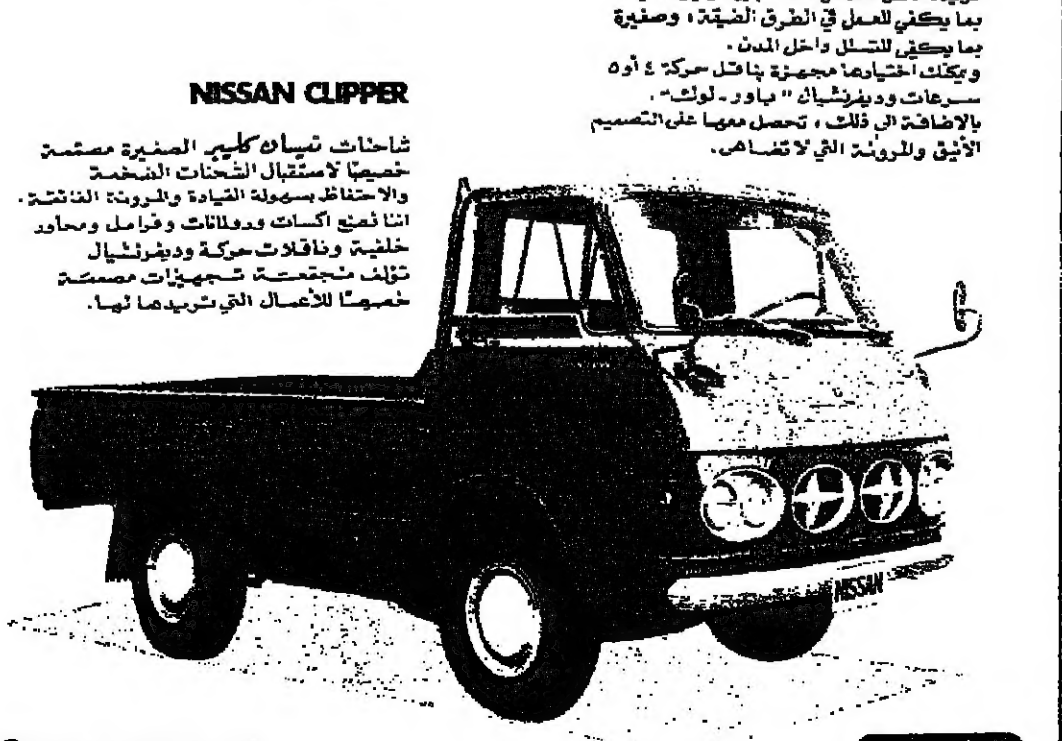 بما يكفي للعمل في الطرق الضيقة، وصغيرة
بما يكفي للتسلل داخل المدن.
ويمكنك اختيارها مجهزة بناقل حركة ٤ أو ٥
سرعات وديفرنشيال "باور-لوك".
بالاضافة الى ذلك، تحصل معها على التصميم
الأنيق والمرونة التي لا تضاهى.
NISSAN CLIPPER
شاحنات نيسان كليبر الصغيرة مصممة
خصيصًا لاستقبال الشحنات الضخمة
والاحتفاظ بسهولة القيادة والمرونة الفائقة.
اننا نصنع اكسات ورولمانات وفرامل ومحاور
خلفية وناقلات حركة وديفرنشيال
تؤلف مجتمعة تجهيزات مصممة
خصيصًا للأعمال التي تريدها لها.
NISSAN